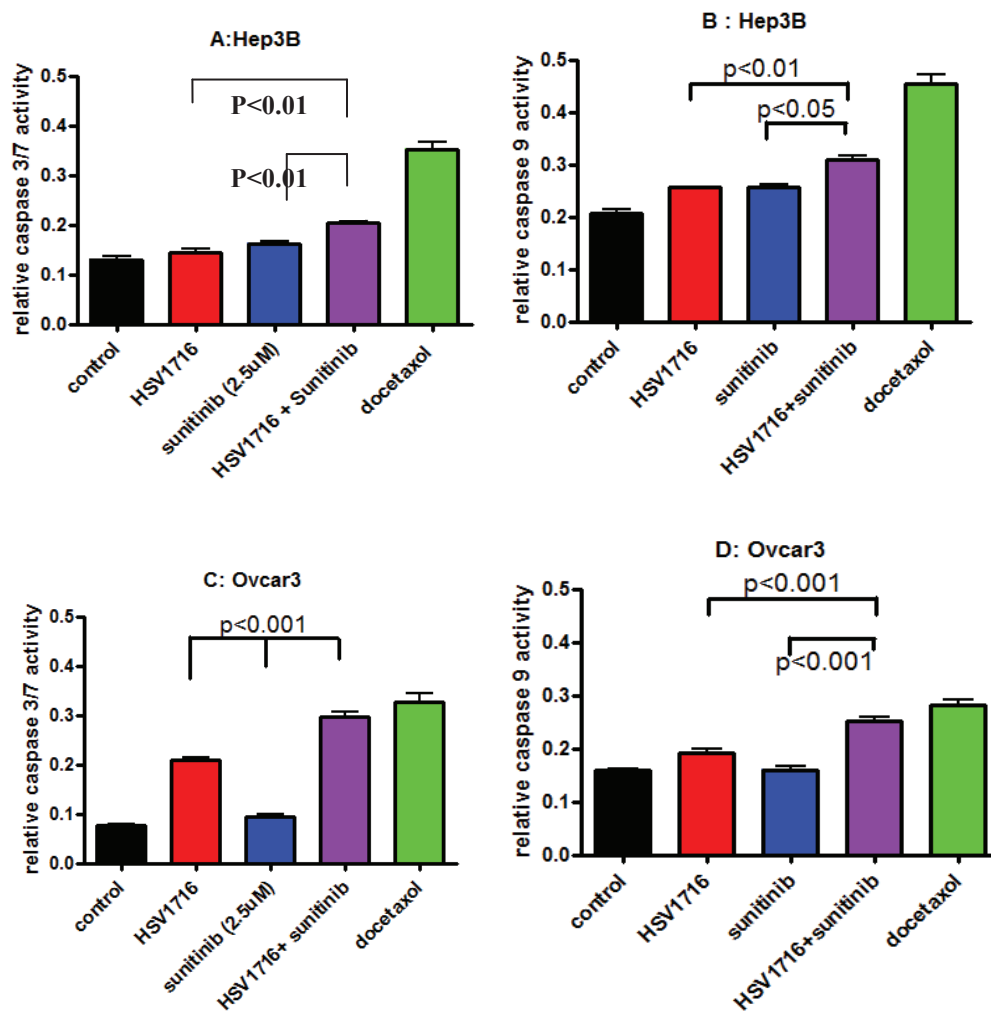 A:Hep3B
relative caspase 3/7 activity
0.5
0.4
0.3
0.2
0.1
0.0
P<0.01
P<0.01
control
HSV1716
sunitinib (2.5uM)
HSV1716 + Sunitinib
docetaxol
B : Hep3B
relative caspase 9 activity
0.5
0.4
0.3
0.2
0.1
0.0
p<0.01
p<0.05
control
HSV1716
sunitinib
HSV1716+sunitinib
docetaxol
C: Ovcar3
relative caspase 3/7 activity
0.5
0.4
0.3
0.2
0.1
0.0
p<0.001
control
HSV1716
sunitinib (2.5uM)
HSV1716+ sunitinib
docetaxol
D: Ovcar3
relative caspase 9 activity
0.5
0.4
0.3
0.2
0.1
0.0
p<0.001
p<0.001
control
HSV1716
sunitinib
HSV1716+sunitinib
docetaxol